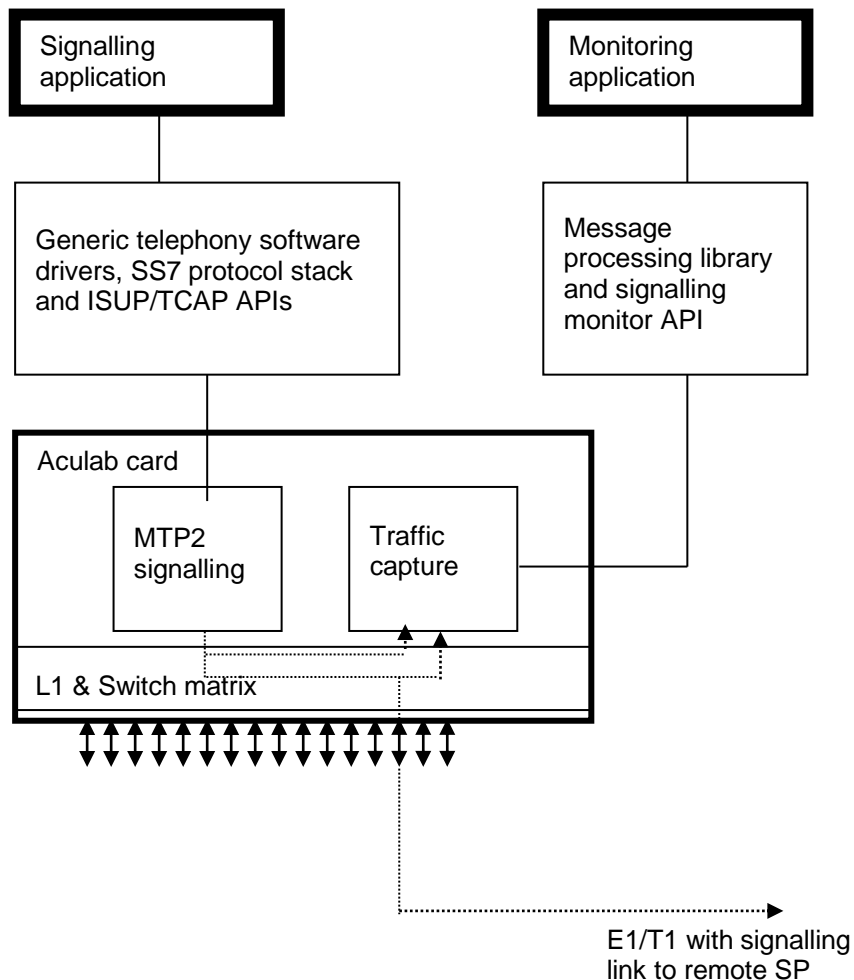 Signalling
application
Monitoring
application
Generic telephony software
drivers, SS7 protocol stack
and ISUP/TCAP APIs
Message
processing library
and signalling
monitor API
Aculab card
MTP2
signalling
Traffic
capture
L1 & Switch matrix
E1/T1 with signalling
link to remote SP